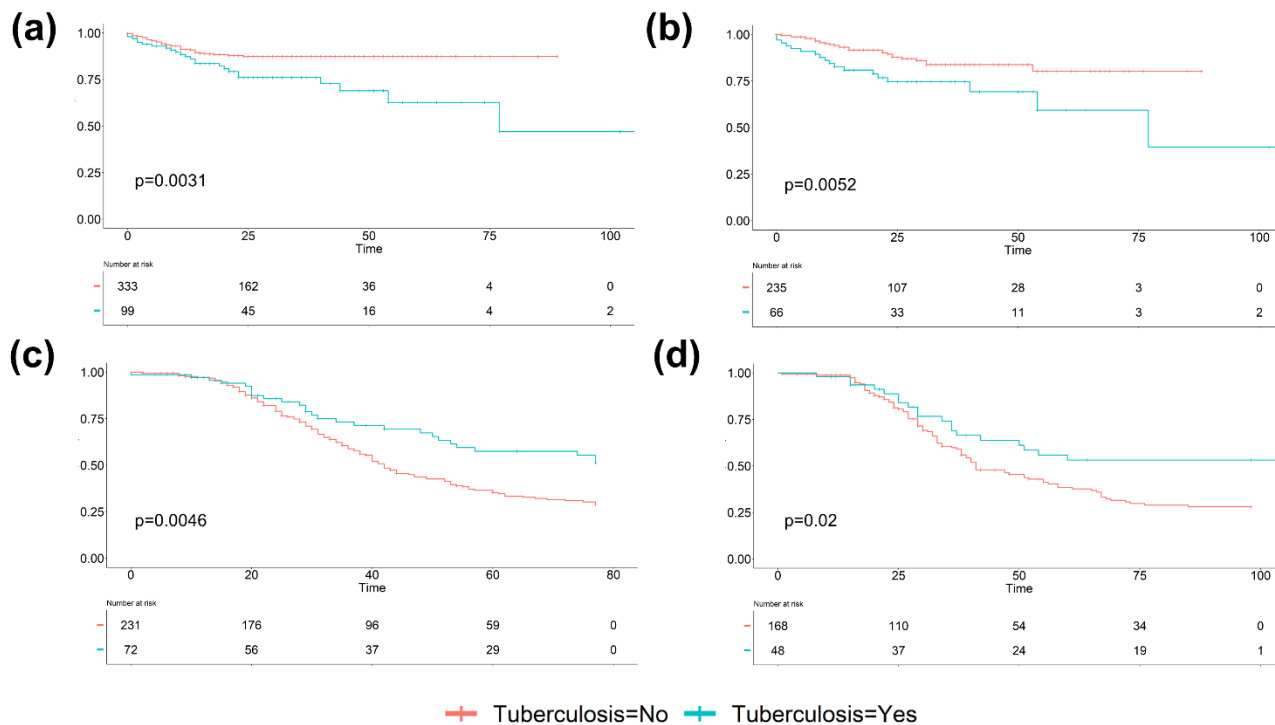 (a)
1.00
0.75
0.50
0.25
0.00
p=0.0031
0 25 50 75 100
Time
Number at risk
333 162 36 4 0
99 45 16 4 2
(b)
1.00
0.75
0.50
0.25
0.00
p=0.0052
0 25 50 75 100
Time
Number at risk
235 107 28 3 0
66 33 11 3 2
(c)
1.00
0.75
0.50
0.25
0.00
p=0.0046
0 20 40 60 80
Time
Number at risk
231 176 96 59 0
72 56 37 29 0
(d)
1.00
0.75
0.50
0.25
0.00
p=0.02
0 25 50 75 100
Time
Number at risk
168 110 54 34 0
48 37 24 19 1
Tuberculosis=No Tuberculosis=Yes